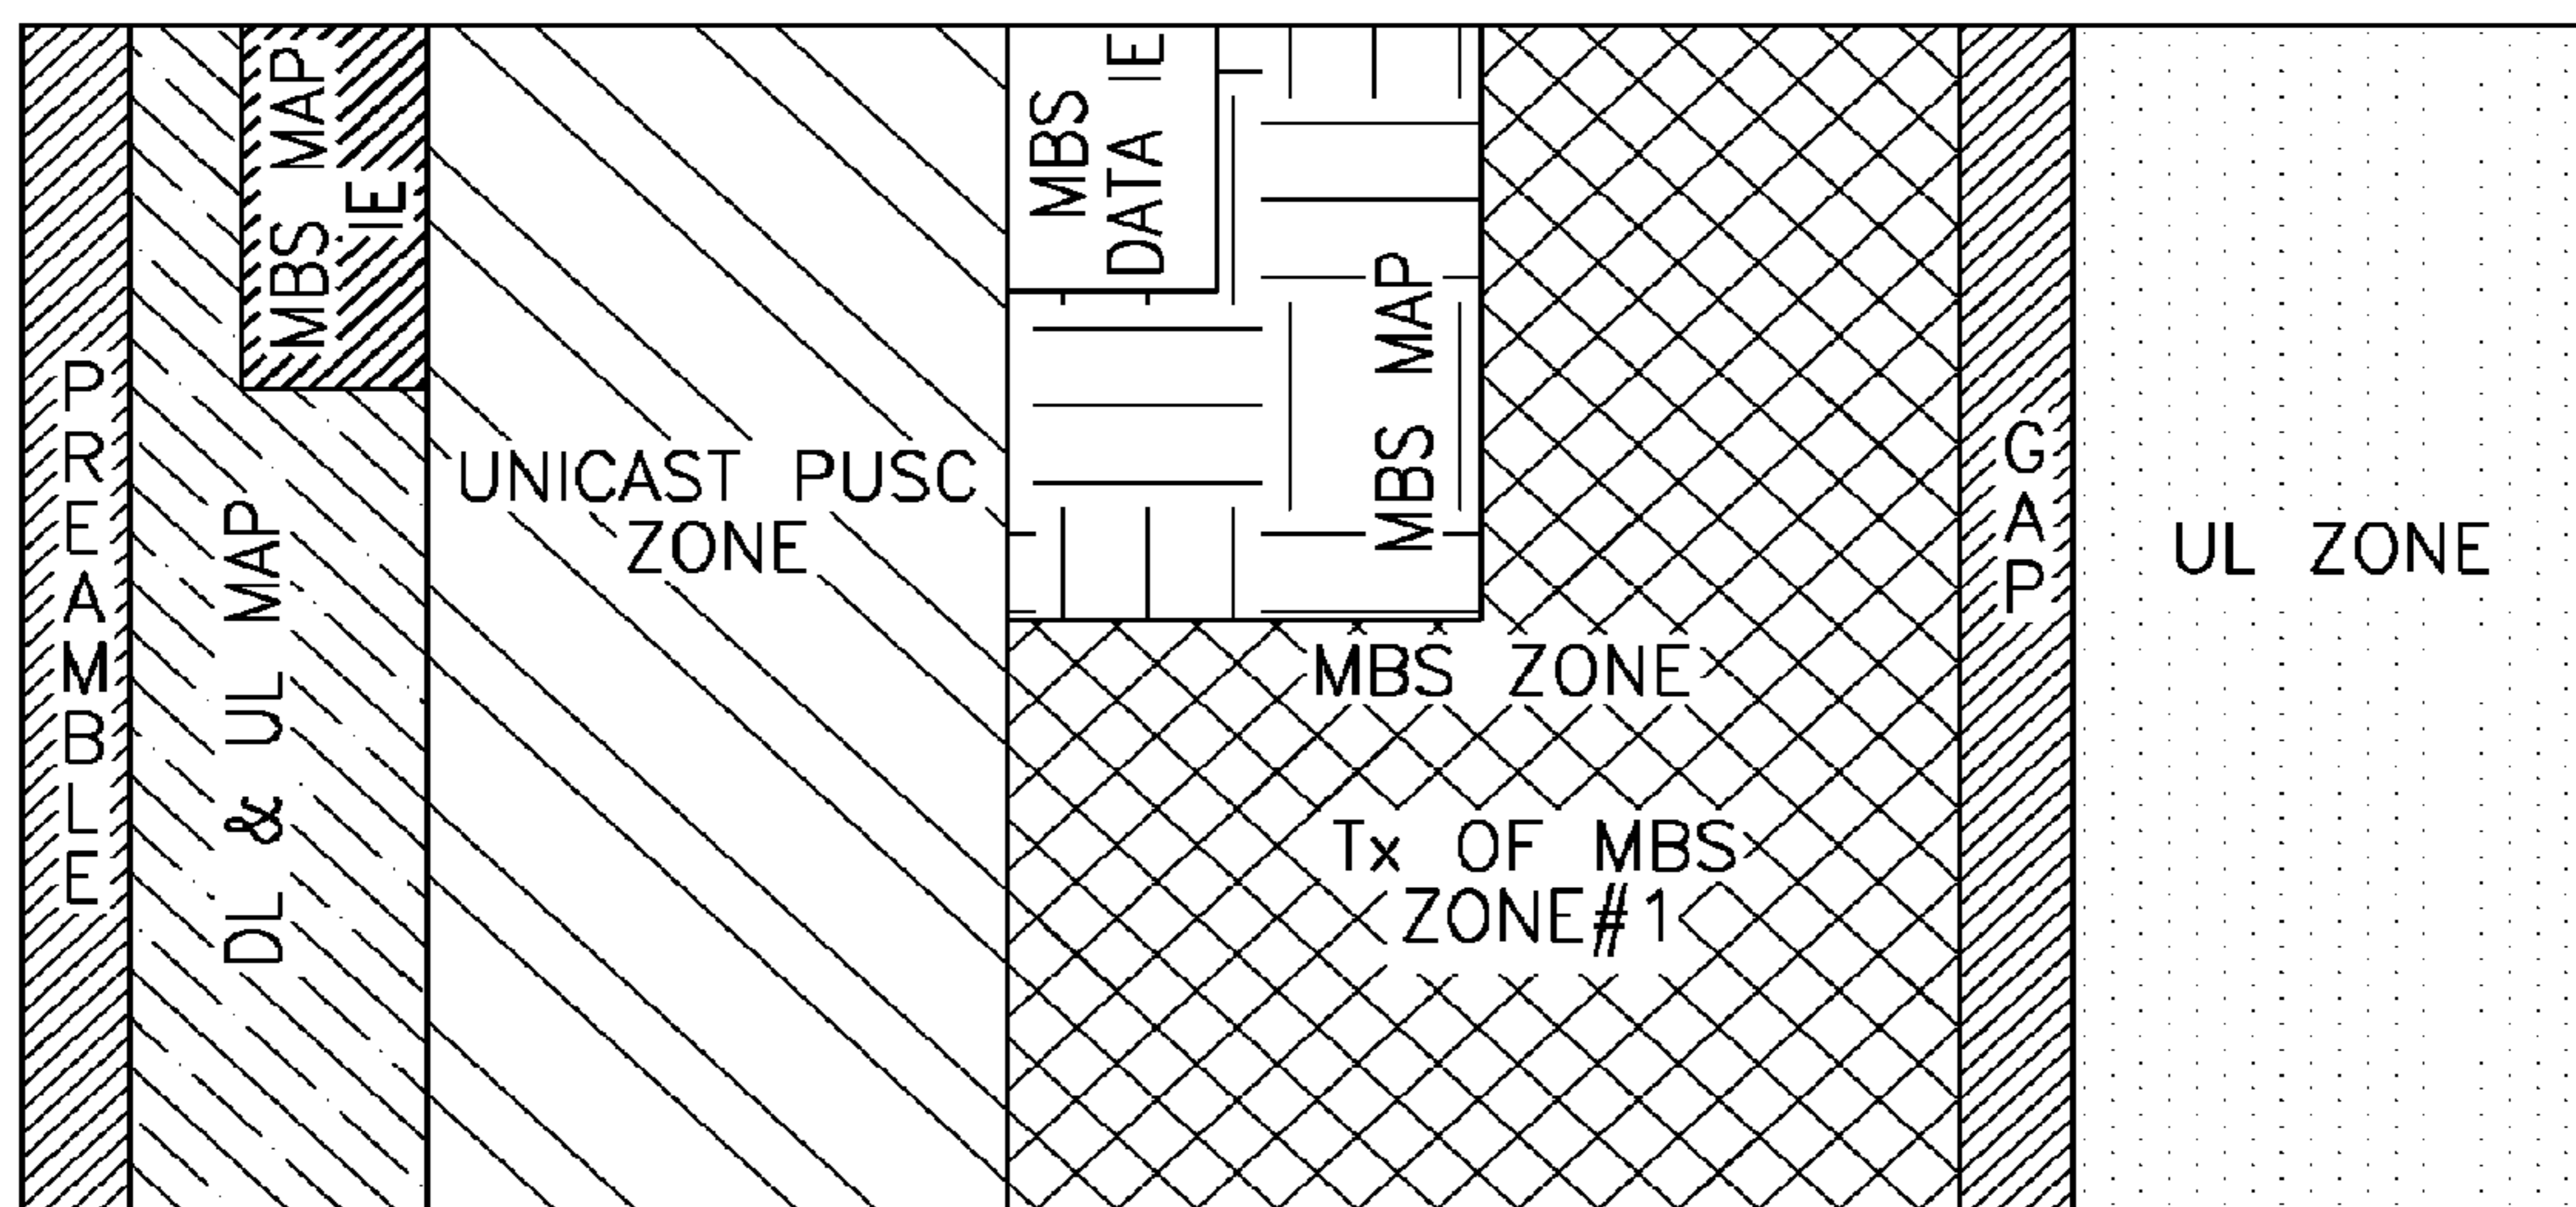 PREAMBLE
DL & UL MAP
MBS MAP
IE
UNICAST PUSC
ZONE
MBS
DATA IE
MBS MAP
MBS ZONE
Tx OF MBS
ZONE#1
GAP
UL ZONE